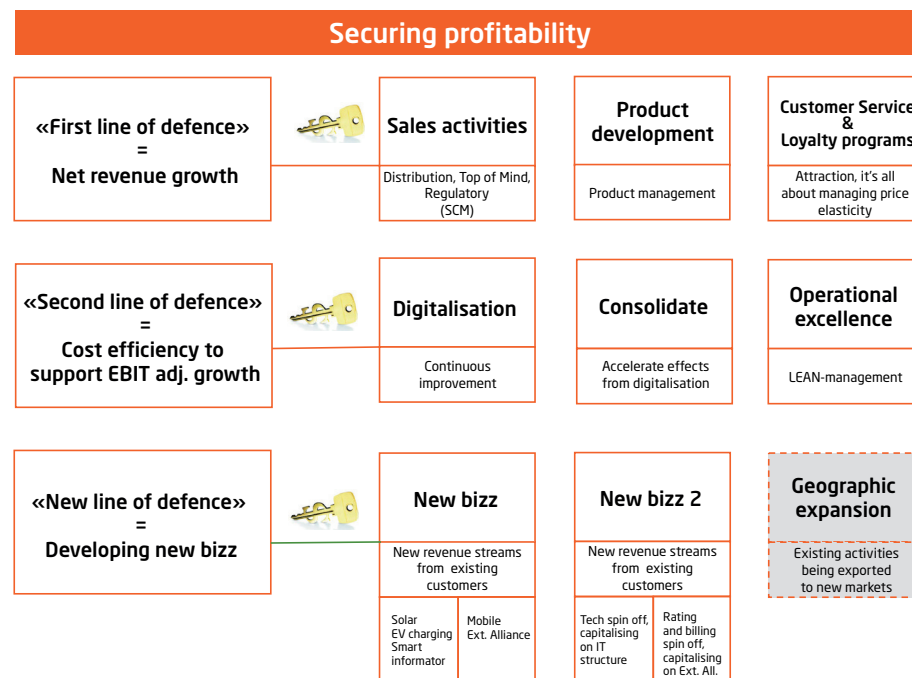 Securing profitability
«First line of defence»
=
Net revenue growth
Sales activities
Distribution, Top of Mind,
Regulatory
(SCM)
Product
development
Product management
Customer Service
&
Loyalty programs
Attraction, it's all
about managing price
elasticity
«Second line of defence»
=
Cost efficiency to
support EBIT adj. growth
Digitalisation
Continuous
improvement
Consolidate
Accelerate effects
from digitalisation
Operational
excellence
LEAN-management
«New line of defence»
=
Developing new bizz
New bizz
New revenue streams
from existing
customers
Solar
EV charging
Smart
informator
Mobile
Ext. Alliance
New bizz 2
New revenue streams
from existing
customers
Tech spin off,
capitalising
on IT
structure
Rating
and billing
spin off,
capitalising
on Ext. All.
Geographic
expansion
Existing activities
being exported
to new markets